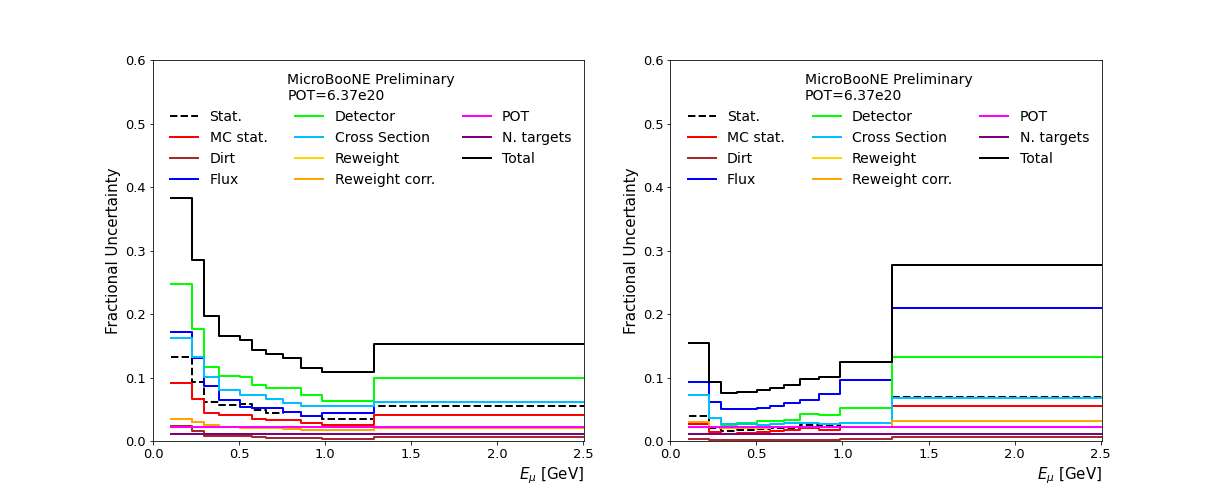 MicroBooNE Preliminary
POT=6.37e20
Stat.
MC stat.
Dirt
Flux
Detector
Cross Section
Reweight
Reweight corr.
POT
N. targets
Total
Fractional Uncertainty
0.6
0.5
0.4
0.3
0.2
0.1
0.0
0.0 0.5 1.0 1.5 2.0 2.5
Eμ [GeV]
MicroBooNE Preliminary
POT=6.37e20
Stat.
MC stat.
Dirt
Flux
Detector
Cross Section
Reweight
Reweight corr.
POT
N. targets
Total
Fractional Uncertainty
0.6
0.5
0.4
0.3
0.2
0.1
0.0
0.0 0.5 1.0 1.5 2.0 2.5
Eμ [GeV]